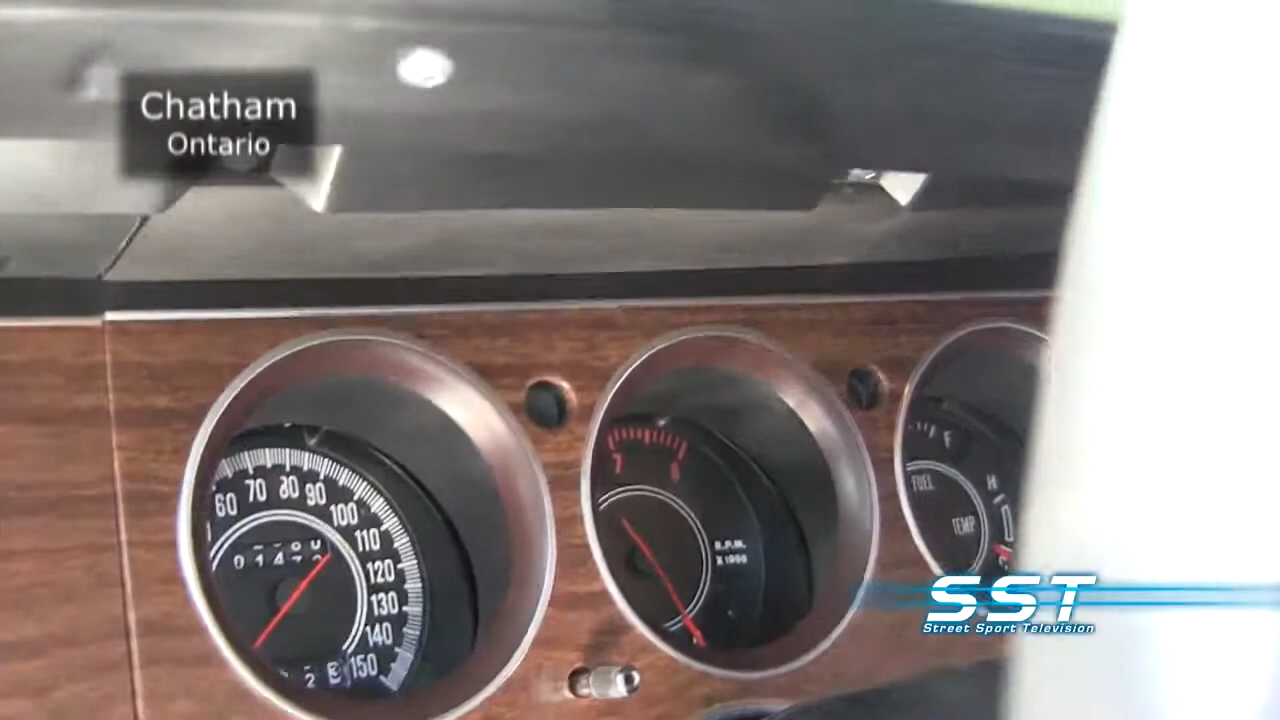 Chatham
Ontario
60 70 80 90 100 110 120 130 140 150
7 8
R.P.M.
X 1000
F
FUEL
H
TEMP
C
SST
Street Sport Television